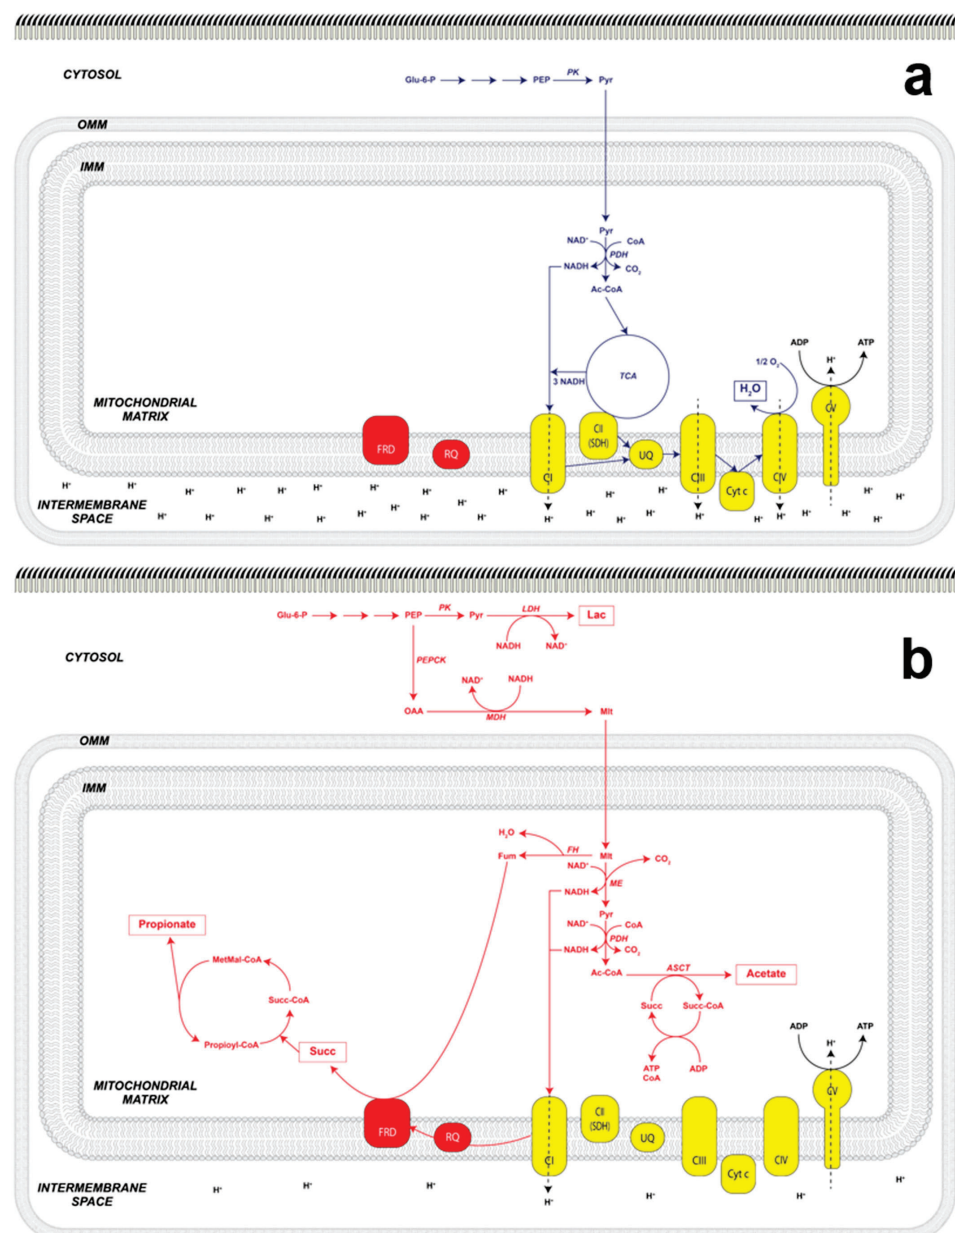 a
CYTOSOL
Glu-6-P PEP PK Pyr
OMM
IMM
Pyr
NAD⁺ CoA
PDH
NADH CO₂
Ac-CoA
TCA
3 NADH
1/2 O₂
H₂O
ADP ATP
H⁺
MITOCHONDRIAL
MATRIX
FRD RQ CI CII
(SDH) UQ CIII Cyt c CIV CV
INTERMEMBRANE
SPACE
H⁺ H⁺ H⁺ H⁺ H⁺ H⁺ H⁺ H⁺ H⁺ H⁺
H⁺ H⁺ H⁺ H⁺
H⁺ H⁺ H⁺ H⁺ H⁺ H⁺ H⁺ H⁺ H⁺ H⁺ H⁺ H⁺ H⁺ H⁺
b
Glu-6-P PEP PK Pyr LDH Lac
NADH NAD⁺
CYTOSOL
PEPCK
NAD⁺ NADH
OAA MDH Mlt
OMM
IMM
H₂O
Fum FH Mlt CO₂
NAD⁺
ME
NADH
Pyr
NAD⁺ CoA
PDH
NADH CO₂
Ac-CoA ASCT Acetate
Succ Succ-CoA
ATP
CoA
ADP
Propionate
MetMal-CoA
Succ-CoA
Propioyl-CoA
Succ
ADP ATP
H⁺
MITOCHONDRIAL
MATRIX
FRD RQ CI CII
(SDH) UQ CIII Cyt c CIV CV
INTERMEMBRANE
SPACE
H⁺ H⁺ H⁺ H⁺ H⁺ H⁺ H⁺